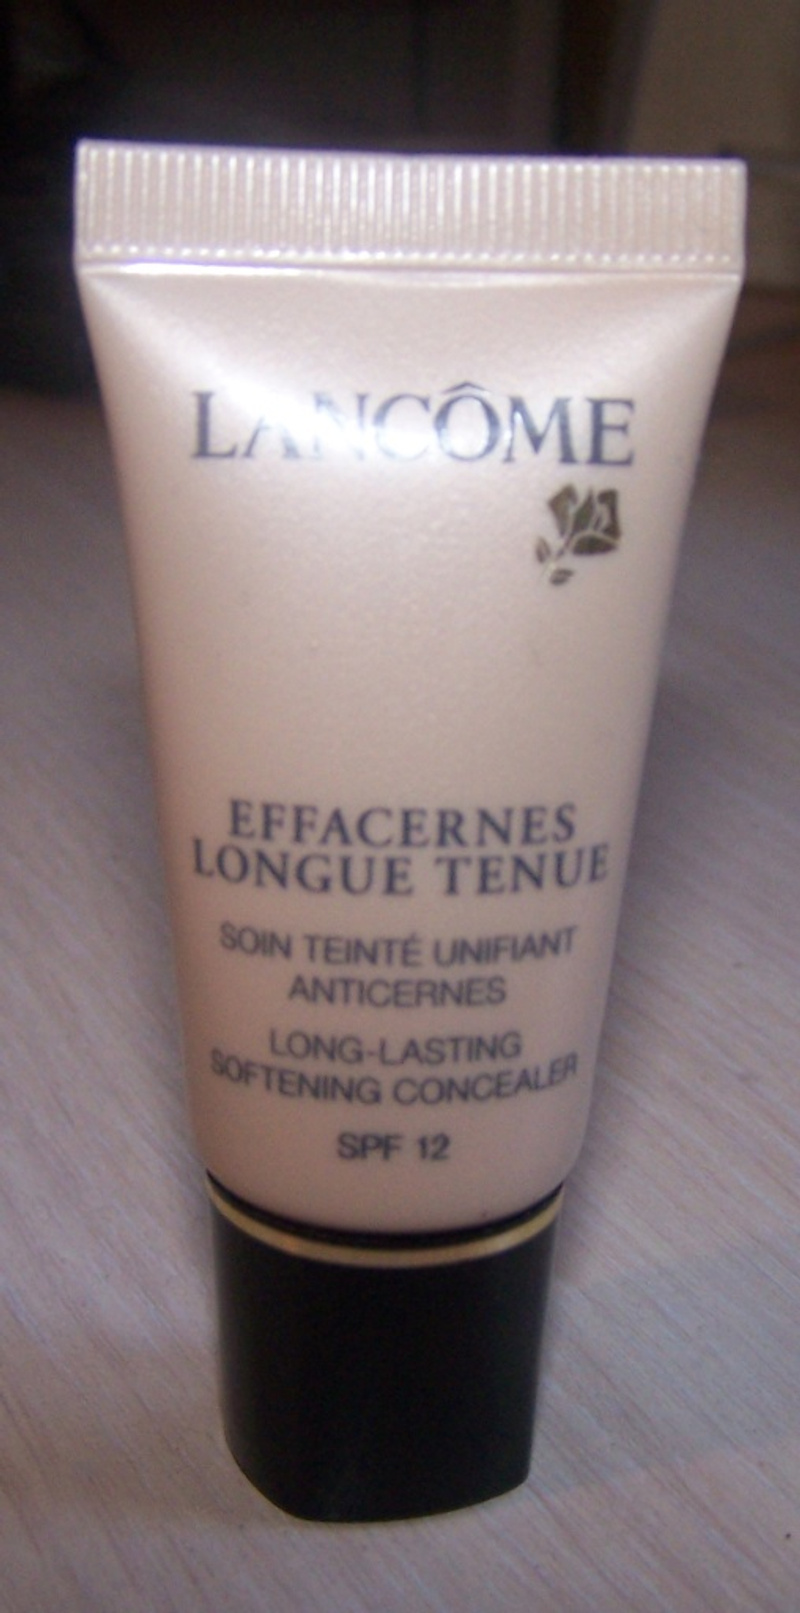 LANCÔME
EFFACERNES
LONGUE TENUE
SOIN TEINTÉ UNIFIANT
ANTICERNES
LONG-LASTING
SOFTENING CONCEALER
SPF 12